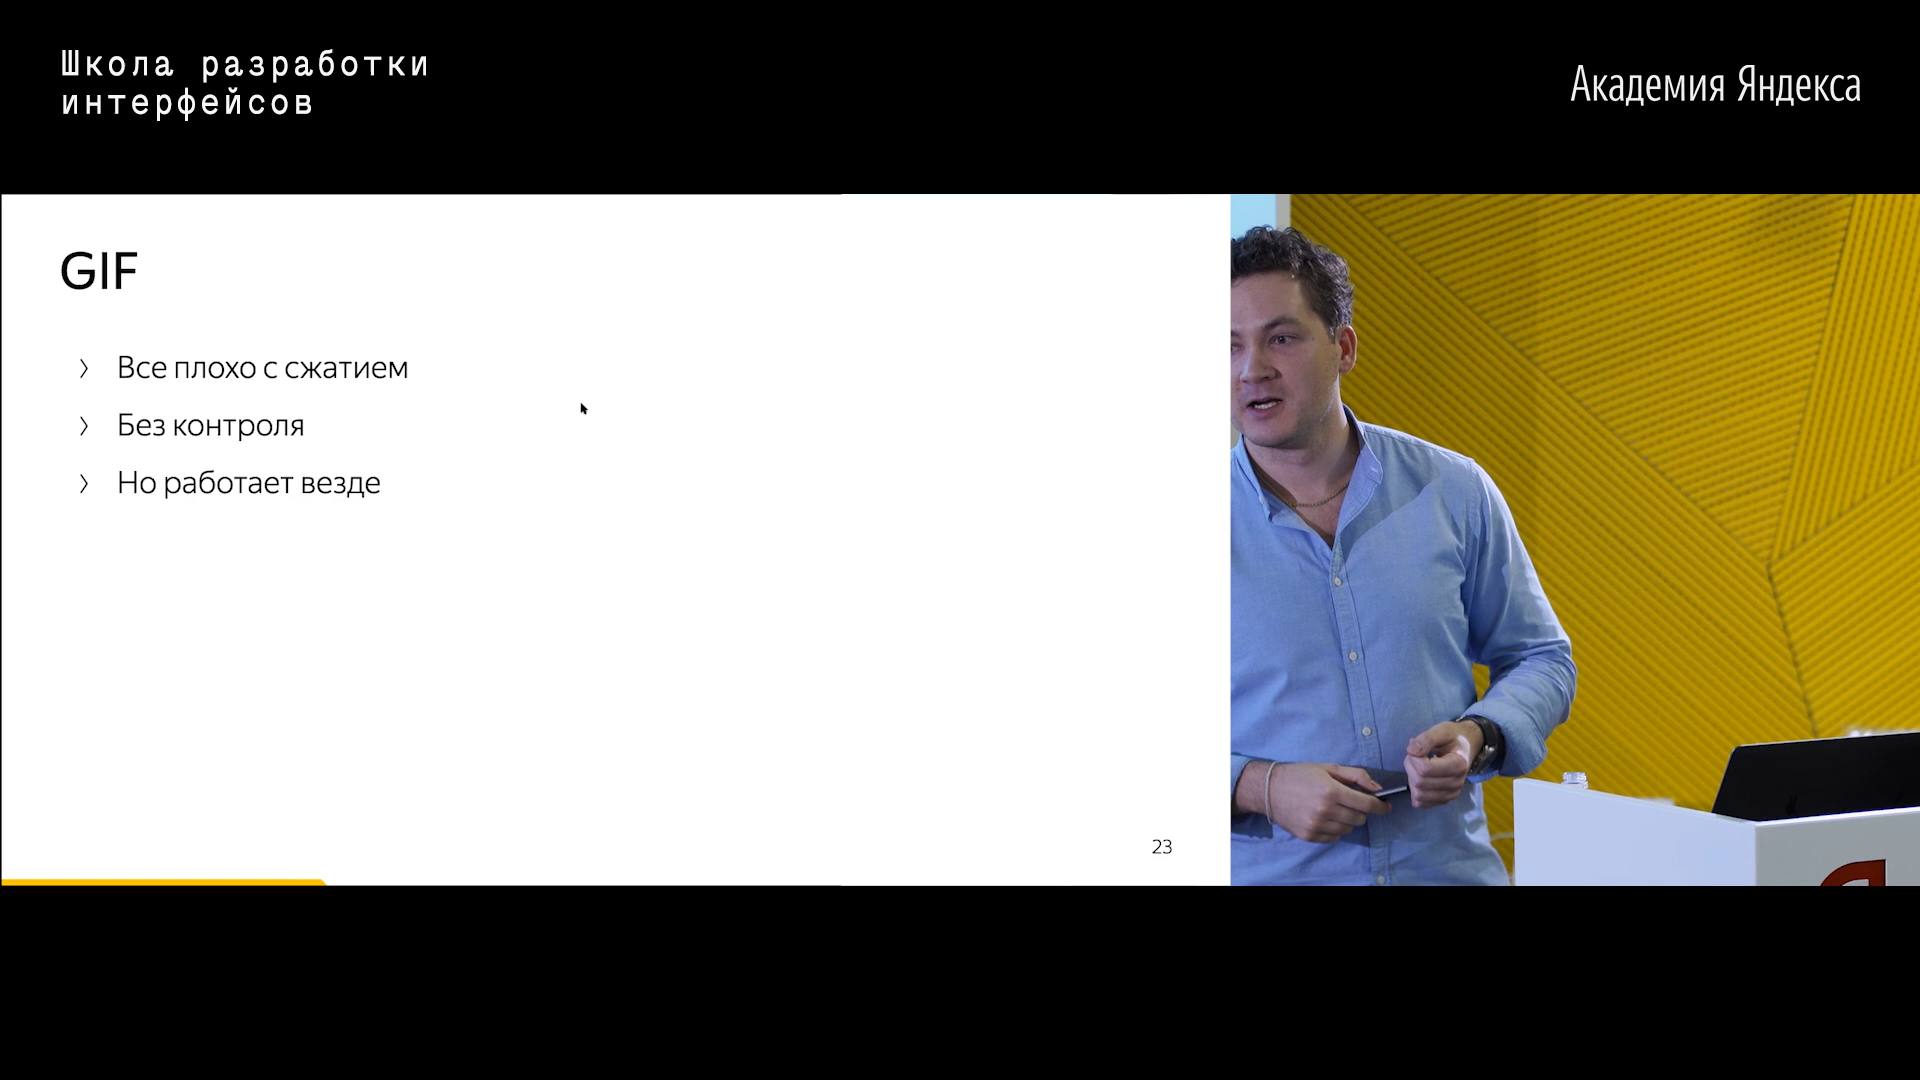 Школа разработки
интерфейсов
Академия Яндекса
GIF
Все плохо с сжатием
Без контроля
Но работает везде
23